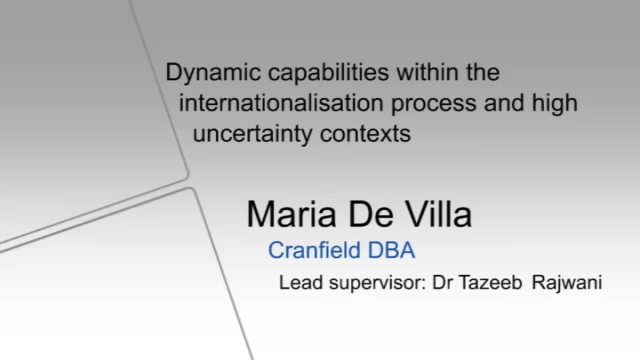 Dynamic capabilities within the
internationalisation process and high
uncertainty contexts
Maria De Villa
Cranfield DBA
Lead supervisor: Dr Tazeeb Rajwani